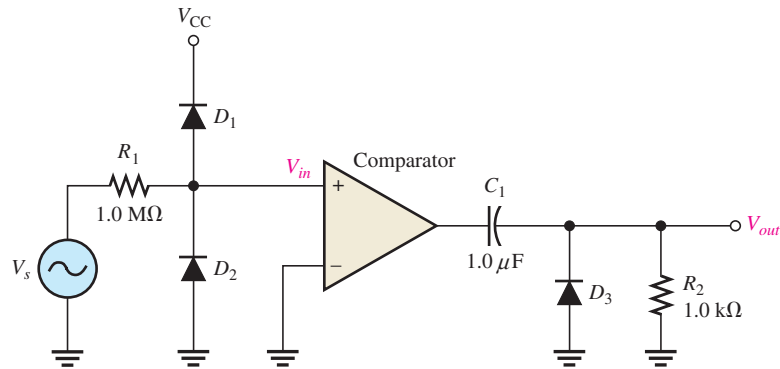 VCC
D1
R1
1.0 MΩ
Vin
Comparator
+
−
C1
1.0 μF
Vout
Vs
D2
D3
R2
1.0 kΩ